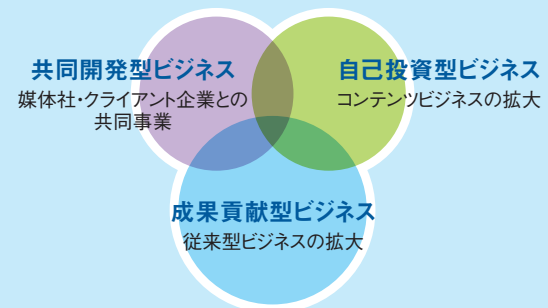 共同開発型ビジネス
媒体社・クライアント企業との
共同事業
自己投資型ビジネス
コンテンツビジネスの拡大
成果貢献型ビジネス
従来型ビジネスの拡大